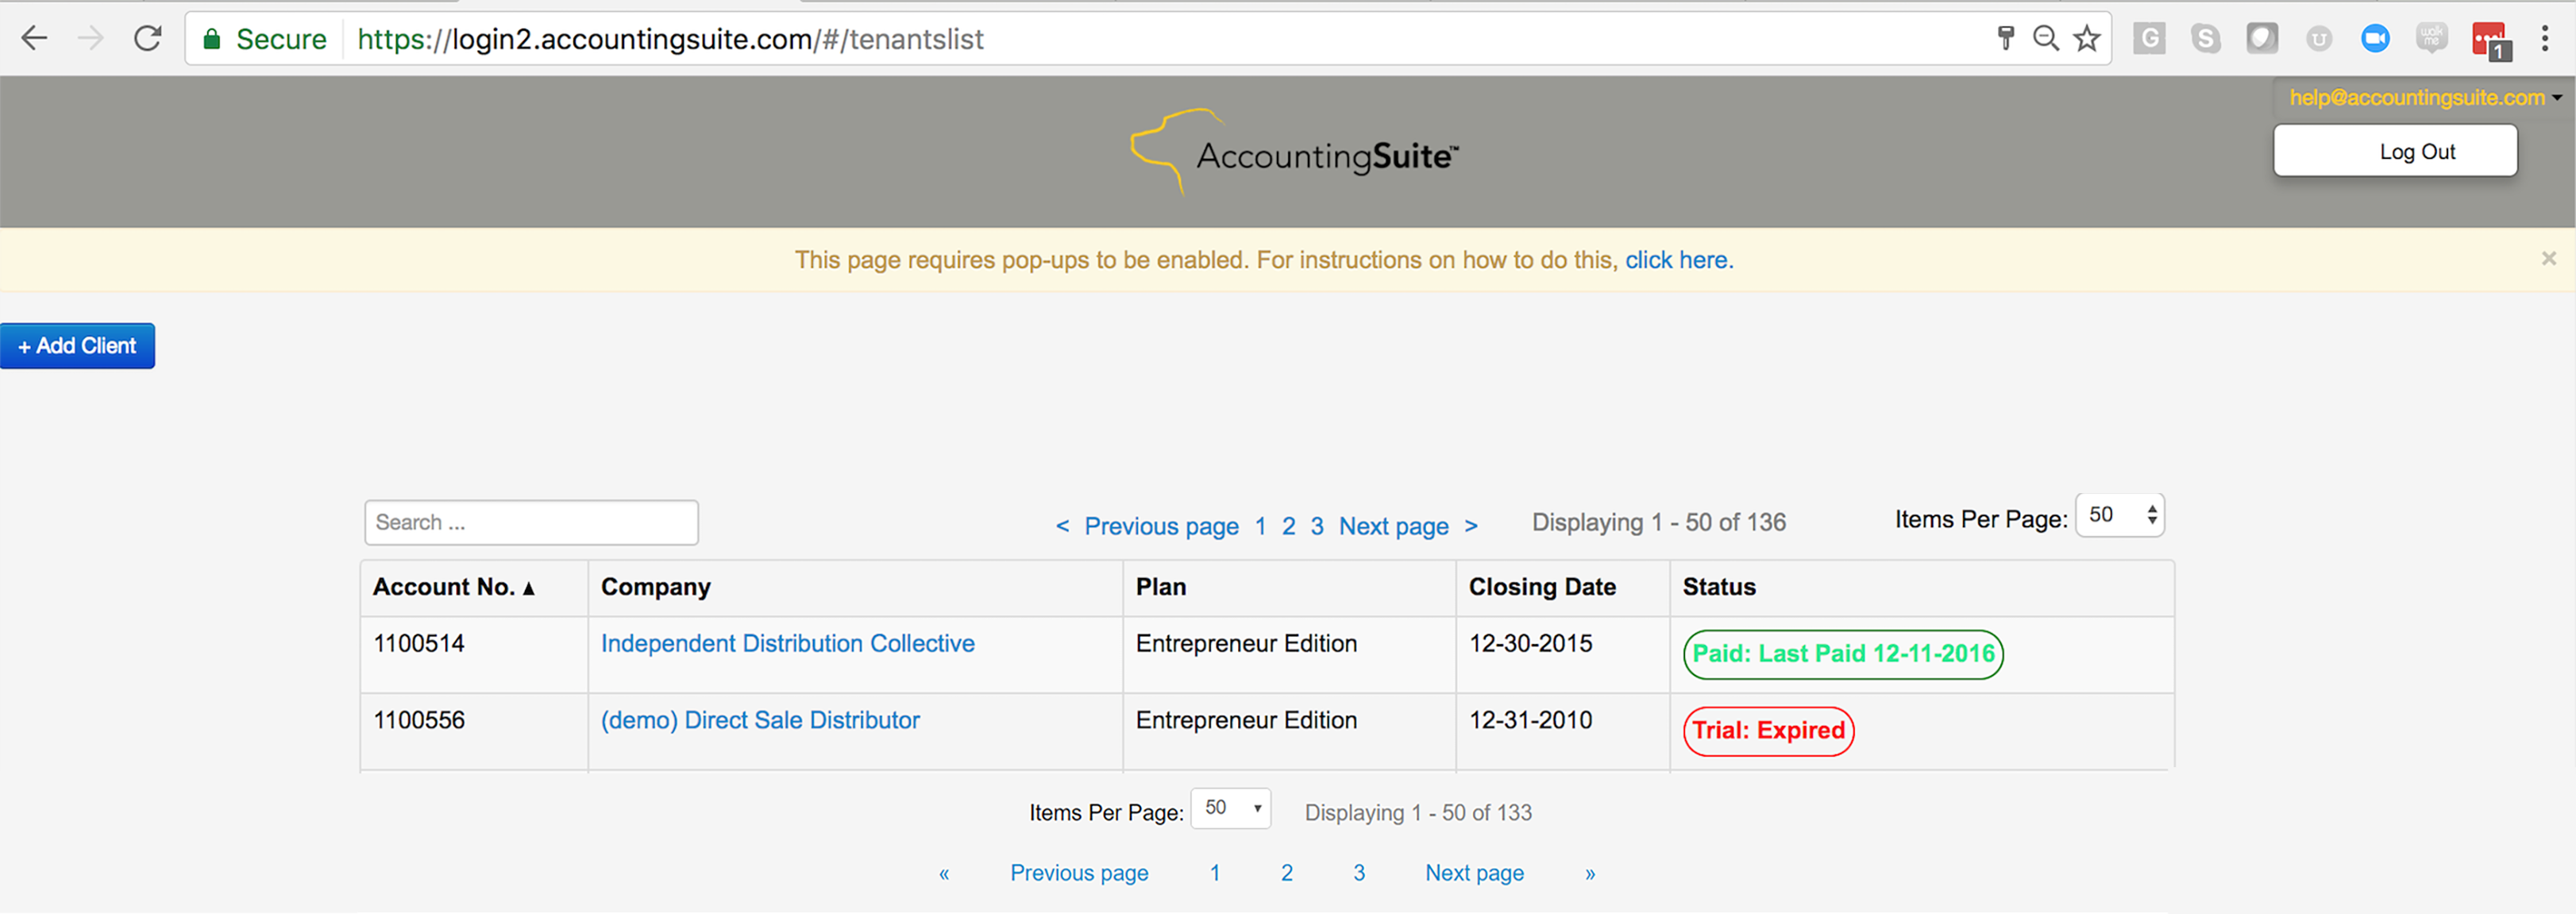 Secure https://login2.accountingsuite.com/#/tenantslist
G S U walk me 1
help@accountingsuite.com
AccountingSuite™
Log Out
This page requires pop-ups to be enabled. For instructions on how to do this, click here. ×
+ Add Client
Search ... < Previous page 1 2 3 Next page > Displaying 1 - 50 of 136 Items Per Page: 50
Account No. ▲ Company Plan Closing Date Status
1100514 Independent Distribution Collective Entrepreneur Edition 12-30-2015 Paid: Last Paid 12-11-2016
1100556 (demo) Direct Sale Distributor Entrepreneur Edition 12-31-2010 Trial: Expired
Items Per Page: 50 Displaying 1 - 50 of 133
« Previous page 1 2 3 Next page »